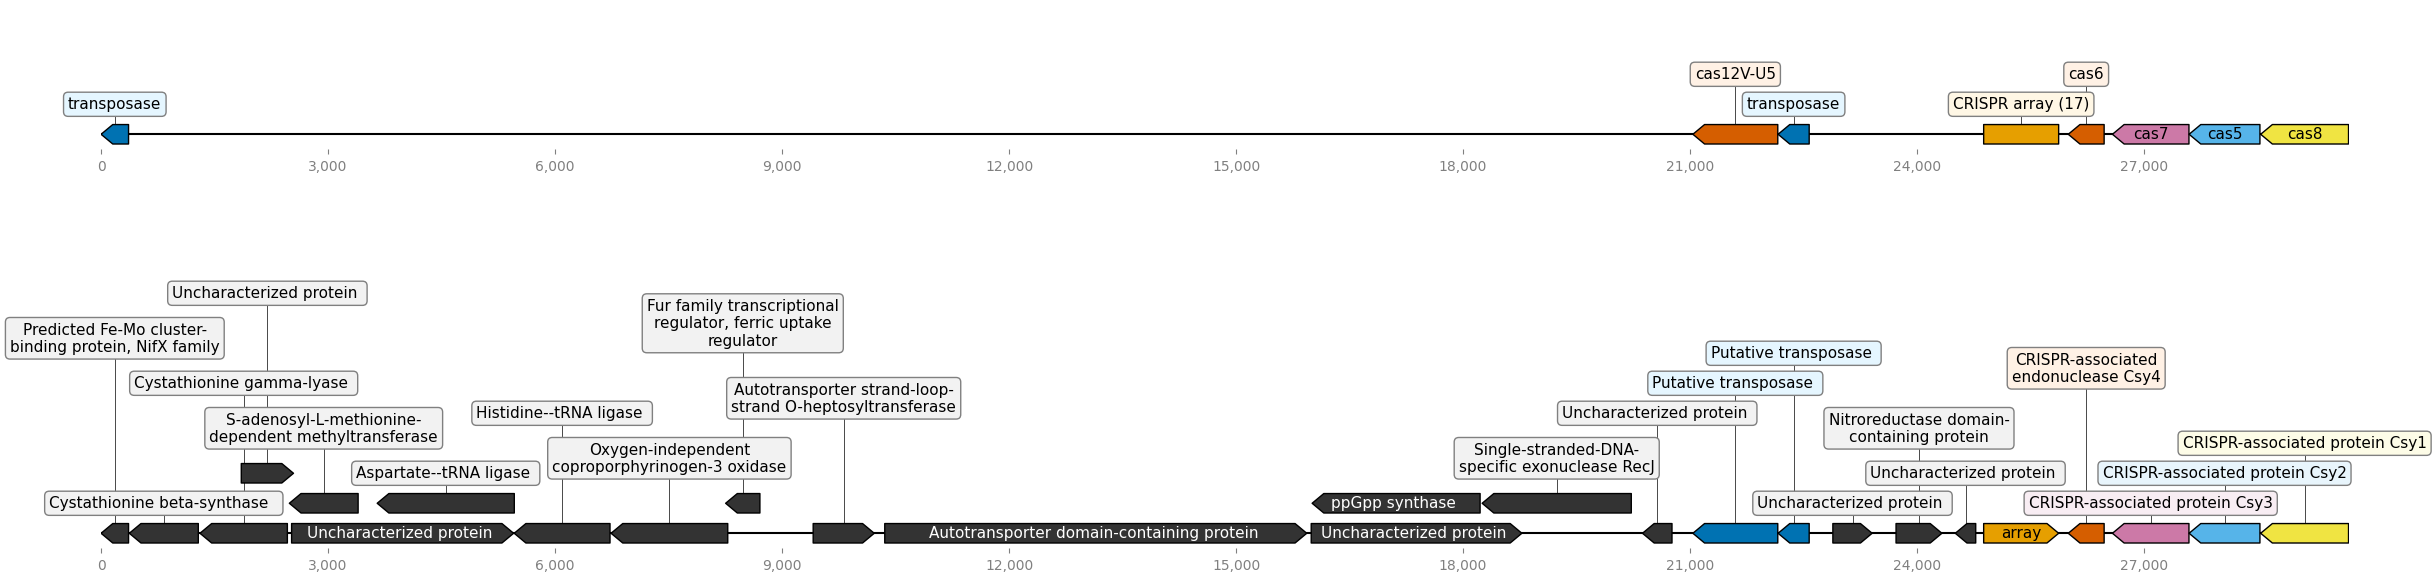 cas12V-U5
cas6
transposase
transposase
CRISPR array (17)
cas7
cas5
cas8
0
3,000
6,000
9,000
12,000
15,000
18,000
21,000
24,000
27,000
Uncharacterized protein
Fur family transcriptional
regulator, ferric uptake
regulator
Predicted Fe-Mo cluster-
binding protein, NifX family
Putative transposase
CRISPR-associated
endonuclease Csy4
Cystathionine gamma-lyase
Putative transposase
Autotransporter strand-loop-
strand O-heptosyltransferase
Histidine--tRNA ligase
Uncharacterized protein
S-adenosyl-L-methionine-
dependent methyltransferase
Nitroreductase domain-
containing protein
CRISPR-associated protein Csy1
Oxygen-independent
coproporphyrinogen-3 oxidase
Single-stranded-DNA-
specific exonuclease RecJ
Aspartate--tRNA ligase
Uncharacterized protein
CRISPR-associated protein Csy2
Cystathionine beta-synthase
ppGpp synthase
Uncharacterized protein
CRISPR-associated protein Csy3
Uncharacterized protein
Autotransporter domain-containing protein
Uncharacterized protein
array
0
3,000
6,000
9,000
12,000
15,000
18,000
21,000
24,000
27,000